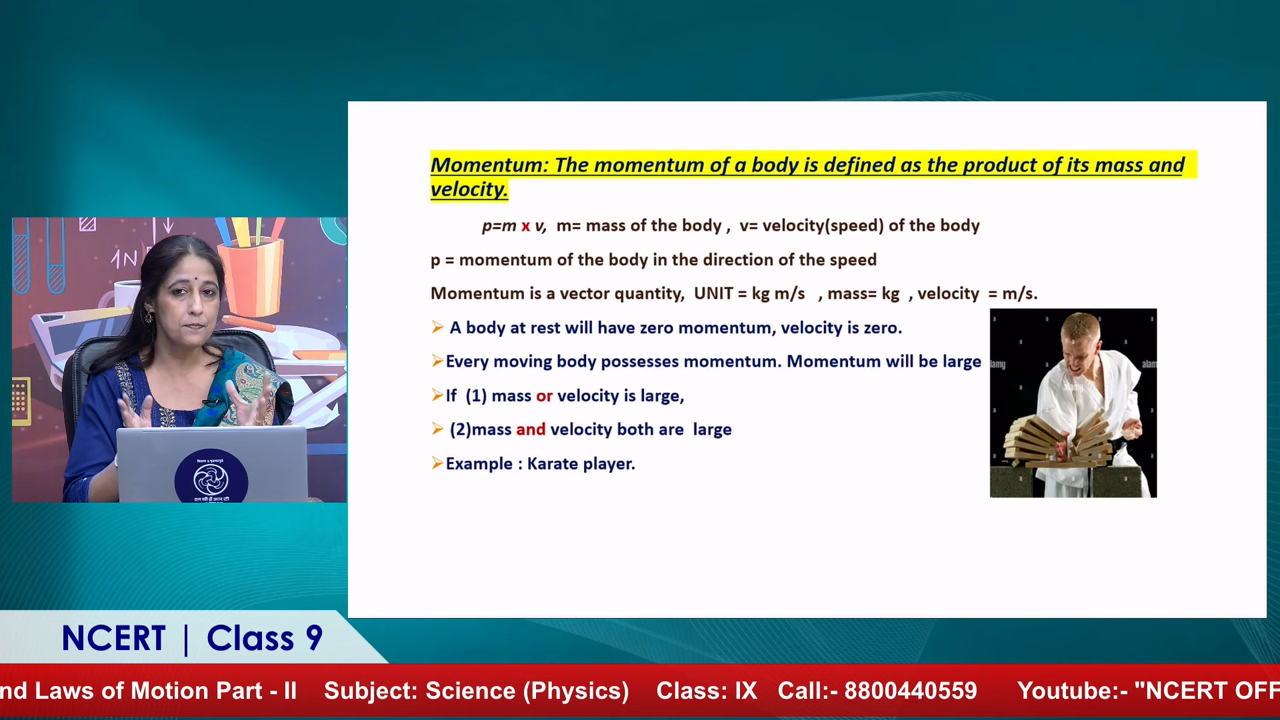 Momentum: The momentum of a body is defined as the product of its mass and
velocity.
p=m x v, m= mass of the body , v= velocity(speed) of the body
p = momentum of the body in the direction of the speed
Momentum is a vector quantity, UNIT = kg m/s , mass= kg , velocity = m/s.
➢ A body at rest will have zero momentum, velocity is zero.
➢Every moving body possesses momentum. Momentum will be large
➢If (1) mass or velocity is large,
➢ (2)mass and velocity both are large
➢Example : Karate player.
alamy
alamy
alam
1N
NCERT | Class 9
nd Laws of Motion Part - II Subject: Science (Physics) Class: IX Call:- 8800440559 Youtube:- "NCERT OFF